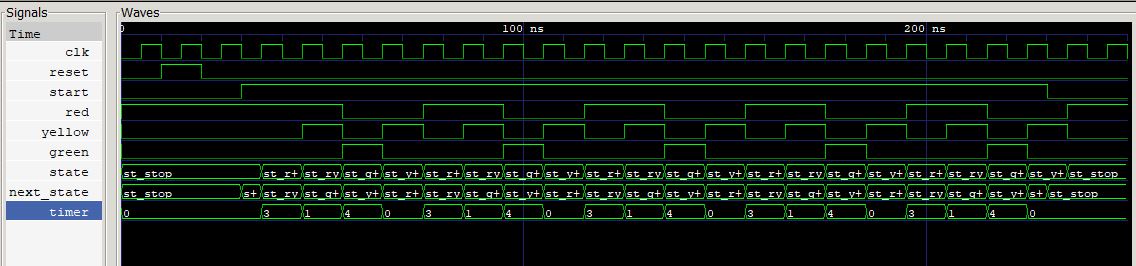 Signals
Waves
Time
0 100 ns 200 ns
clk
reset
start
red
yellow
green
state st_stop st_r+ st_ry st_g+ st_y+ st_r+ st_ry st_g+ st_y+ st_r+ st_ry st_g+ st_y+ st_r+ st_ry st_g+ st_y+ st_r+ st_ry st_g+ st_y+ st_stop
next_state st_stop s+ st_ry st_g+ st_y+ st_r+ st_ry st_g+ st_y+ st_r+ st_ry st_g+ st_y+ st_r+ st_ry st_g+ st_y+ st_r+ st_ry st_g+ st_y+ s+ st_stop
timer 0 3 1 4 0 3 1 4 0 3 1 4 0 3 1 4 0 3 1 4 0